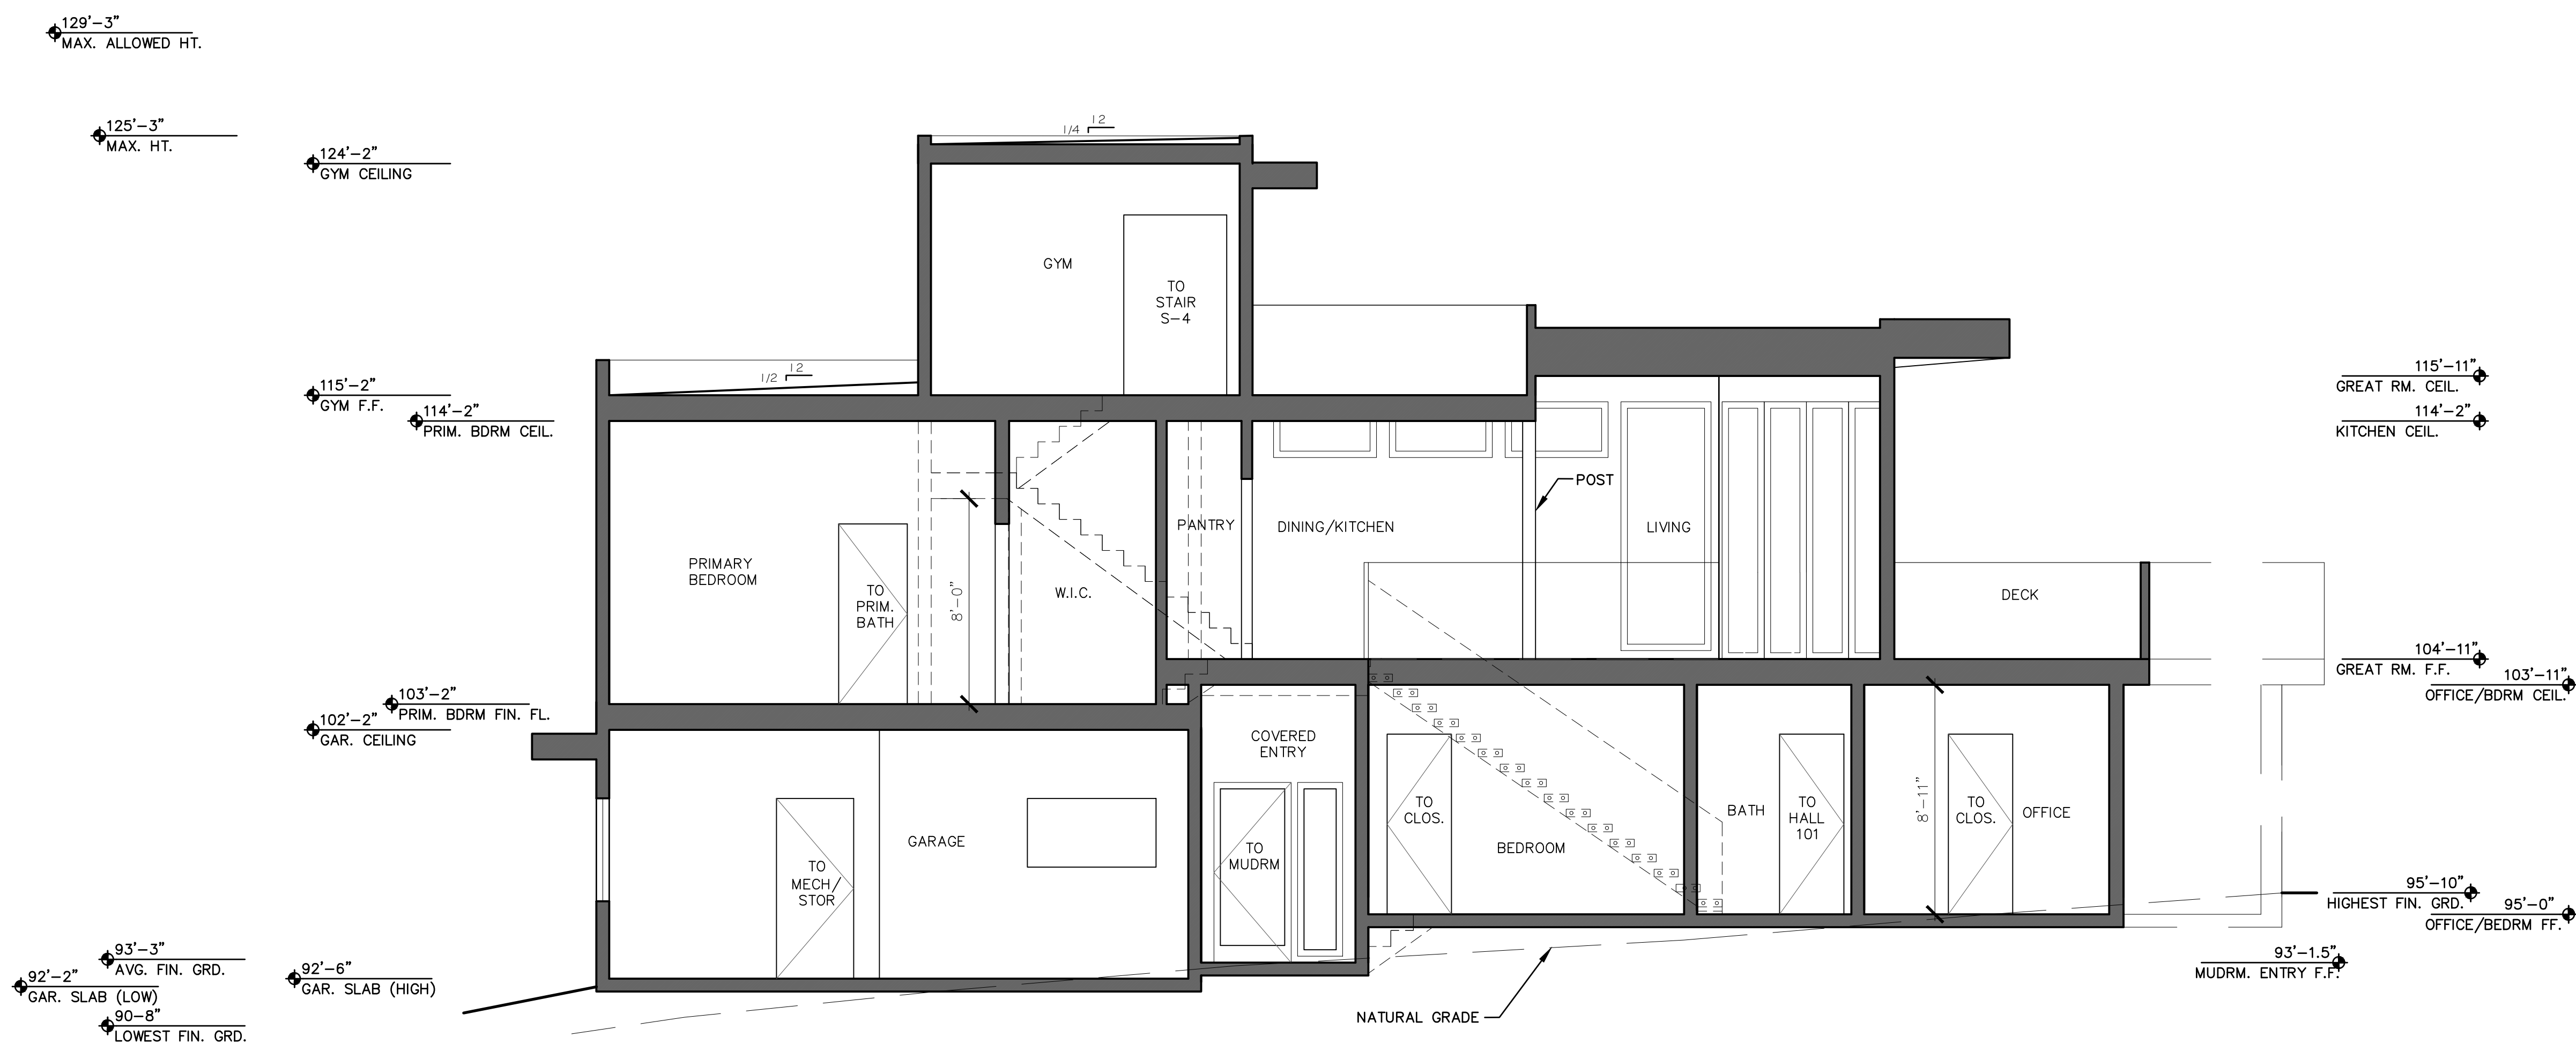 129'-3"
MAX. ALLOWED HT.
125'-3"
MAX. HT.
124'-2"
GYM CEILING
115'-2"
GYM F.F.
114'-2"
PRIM. BDRM CEIL.
103'-2"
PRIM. BDRM FIN. FL.
102'-2"
GAR. CEILING
93'-3"
AVG. FIN. GRD.
92'-2"
GAR. SLAB (LOW)
90-8"
LOWEST FIN. GRD.
92'-6"
GAR. SLAB (HIGH)
12
1/4
GYM
TO
STAIR
S-4
12
1/2
PRIMARY
BEDROOM
TO
PRIM.
BATH
8'-0"
W.I.C.
PANTRY
DINING/KITCHEN
POST
LIVING
DECK
GARAGE
TO
MECH/
STOR
COVERED
ENTRY
TO
MUDRM
TO
CLOS.
BEDROOM
BATH
TO
HALL
101
8'-11"
TO
CLOS.
OFFICE
NATURAL GRADE
115'-11"
GREAT RM. CEIL.
114'-2"
KITCHEN CEIL.
104'-11"
GREAT RM. F.F.
103'-11"
OFFICE/BDRM CEIL.
95'-10"
HIGHEST FIN. GRD.
95'-0"
OFFICE/BEDRM FF.
93'-1.5"
MUDRM. ENTRY F.F.